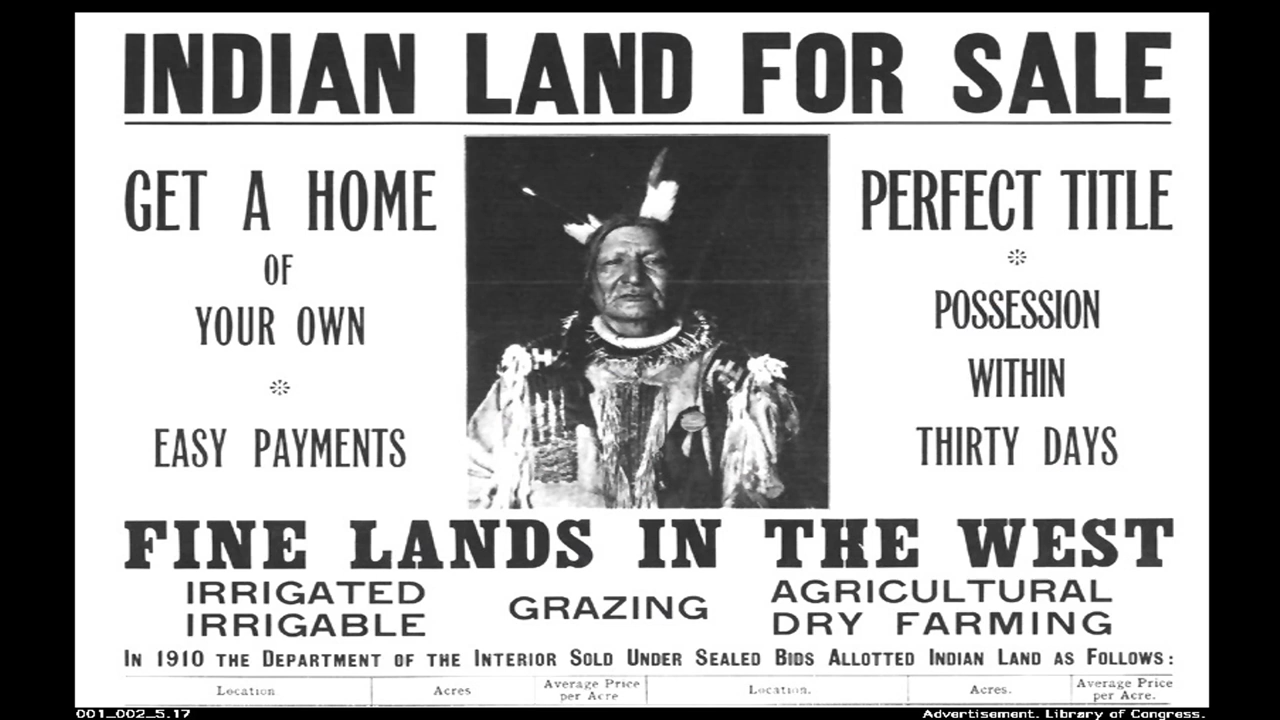 INDIAN LAND FOR SALE
GET A HOME
OF
YOUR OWN
EASY PAYMENTS
PERFECT TITLE
POSSESSION
WITHIN
THIRTY DAYS
FINE LANDS IN THE WEST
IRRIGATED
IRRIGABLE
GRAZING
AGRICULTURAL
DRY FARMING
IN 1910 THE DEPARTMENT OF THE INTERIOR SOLD UNDER SEALED BIDS ALLOTTED INDIAN LAND AS FOLLOWS:
Location Acres Average Price per Acre Location. Acres. Average Price per Acre.
001_002_5.17
Advertisement. Library of Congress.